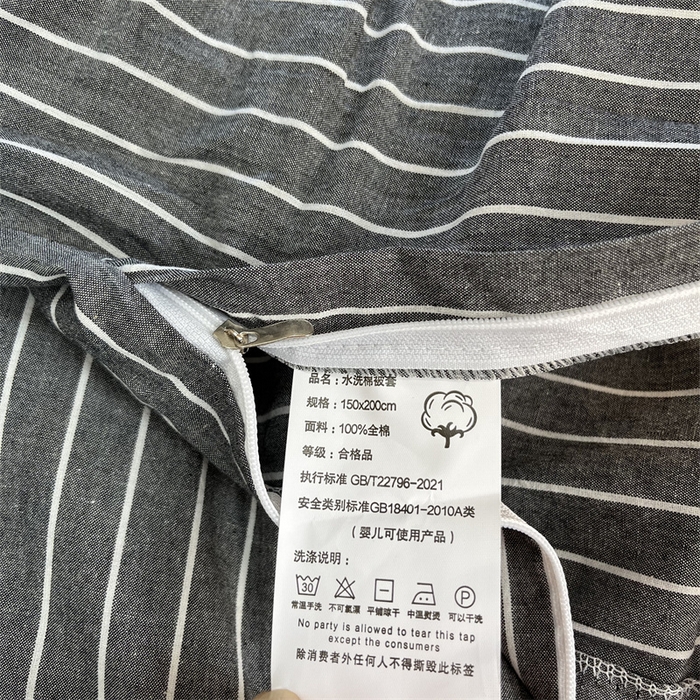 品名：水洗棉被套
规格：150x200cm
面料：100%全棉
等级：合格品
执行标准 GB/T22796-2021
安全类别标准GB18401-2010A类
（婴儿可使用产品）
洗涤说明：
30 P
常温手洗 不可氯漂 平铺晾干 中温熨烫 可以干洗
No party is allowed to tear this tap
except the consumers
除消费者外任何人不得撕毁此标签